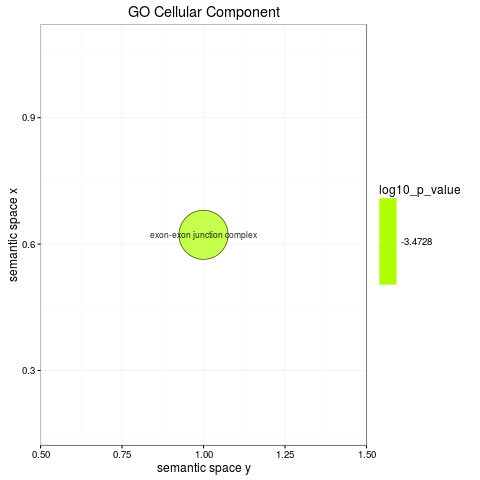 GO Cellular Component
semantic space x
0.9
0.6
0.3
exon-exon junction complex
0.50
0.75
1.00
1.25
1.50
semantic space y
log10_p_value
-3.4728